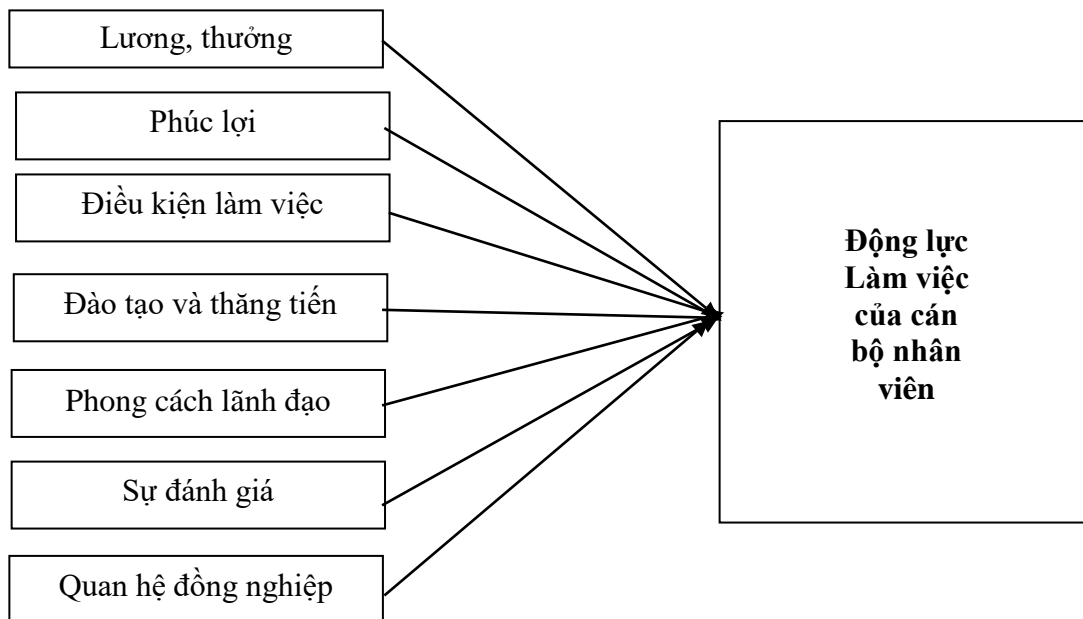 Lương, thưởng
Phúc lợi
Điều kiện làm việc
Đào tạo và thăng tiến
Phong cách lãnh đạo
Sự đánh giá
Quan hệ đồng nghiệp
Động lực
Làm việc
của cán
bộ nhân
viên